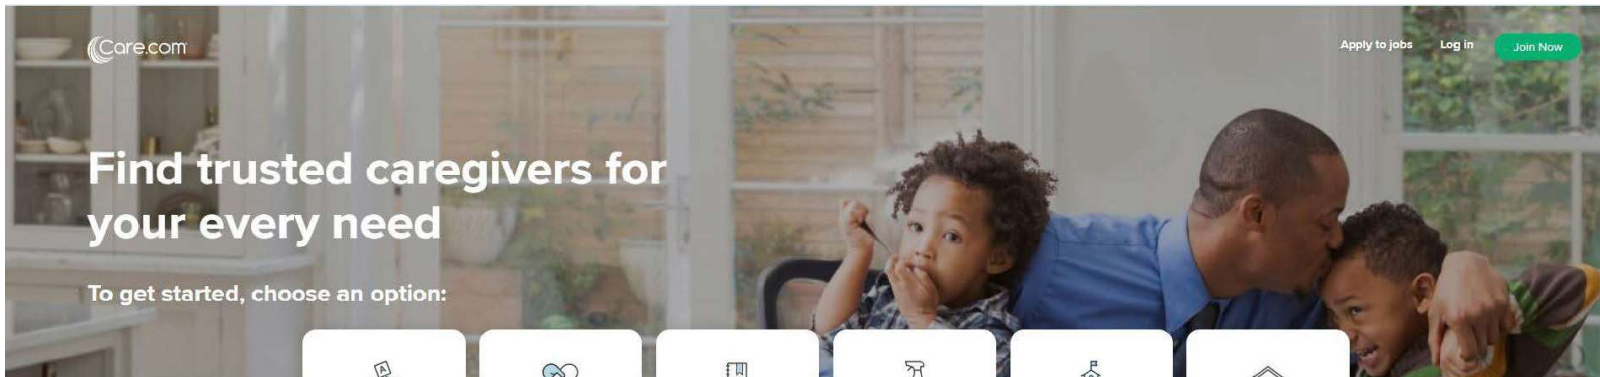 Care.com
Apply to jobs
Log in
Join Now
Find trusted caregivers for
your every need
To get started, choose an option:
A